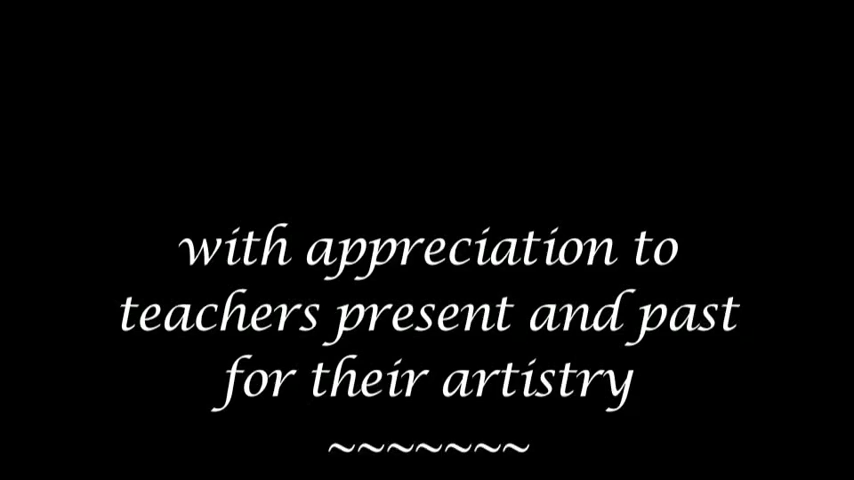 with appreciation to
teachers present and past
for their artistry
~~~~~~~